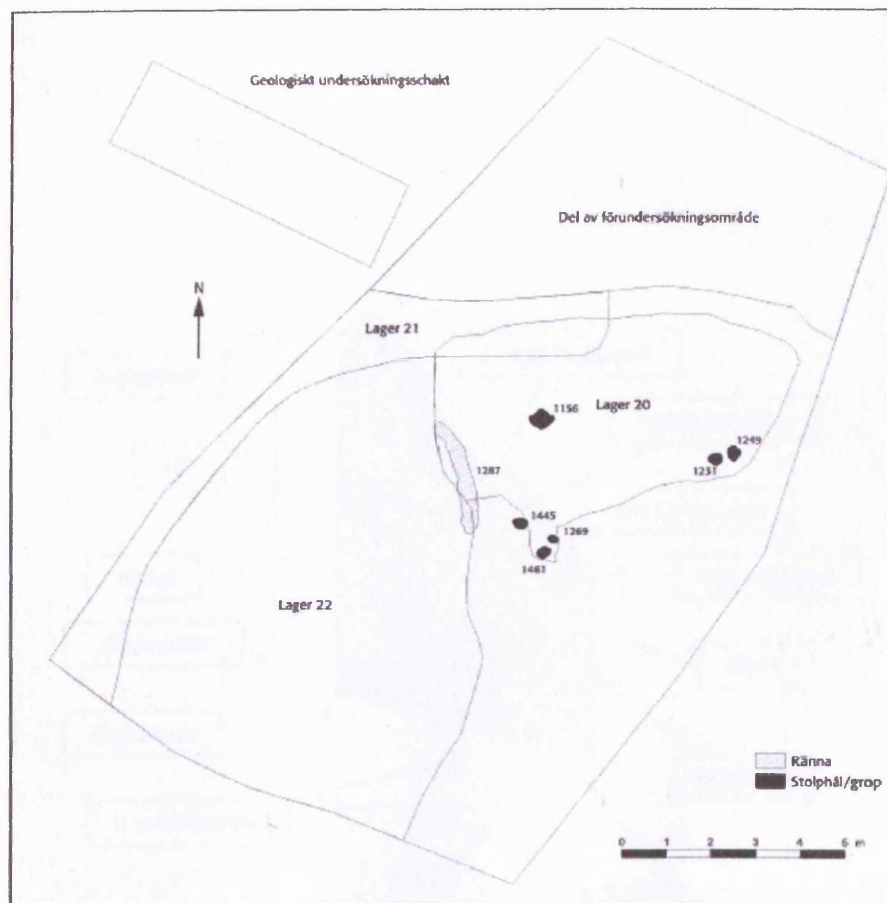 Geologiskt undersökningsschakt
Del av förundersökningsområde
N
Lager 21
1156
Lager 20
1249
1231
1287
1445
1269
1461
Lager 22
Ränna
Stolphål/grop
0 1 2 3 4 5 m